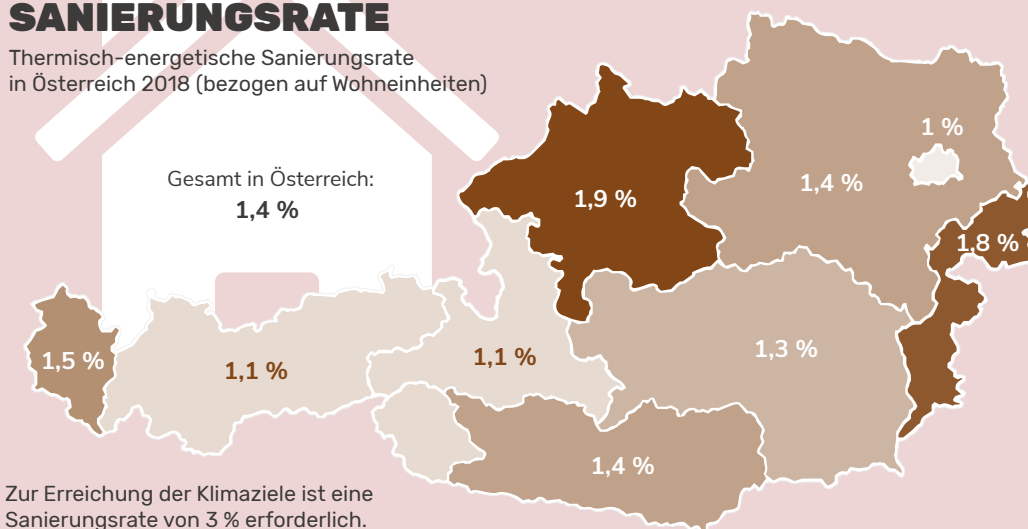 SANIERUNGSRATE
Thermisch-energetische Sanierungsrate
in Österreich 2018 (bezogen auf Wohneinheiten)
Gesamt in Österreich:
1,4 %
1 %
1,4 %
1,9 %
1,8 %
1,5 %
1,1 %
1,1 %
1,3 %
1,4 %
Zur Erreichung der Klimaziele ist eine
Sanierungsrate von 3 % erforderlich.